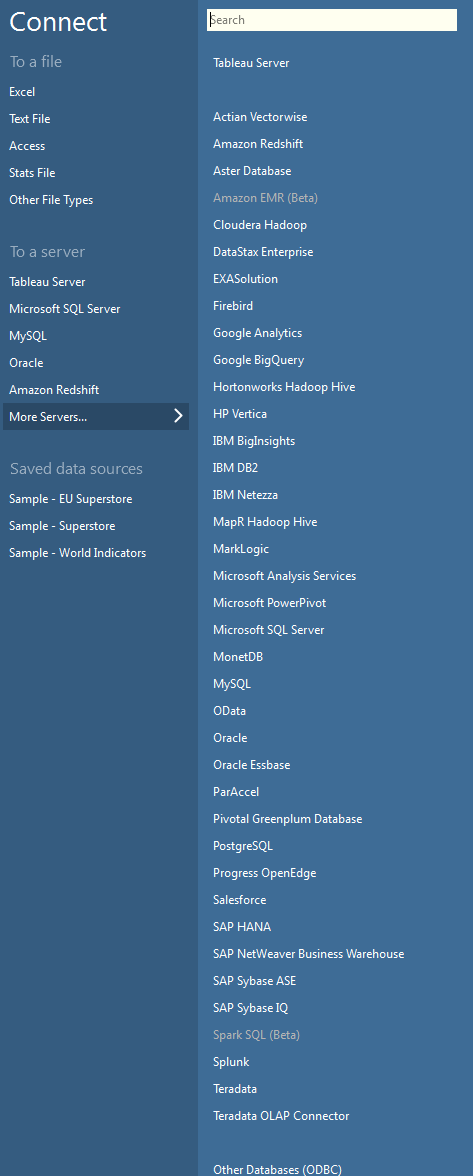 Connect
To a file
Excel
Text File
Access
Stats File
Other File Types
To a server
Tableau Server
Microsoft SQL Server
MySQL
Oracle
Amazon Redshift
More Servers...
Saved data sources
Sample - EU Superstore
Sample - Superstore
Sample - World Indicators
Search
Tableau Server
Actian Vectorwise
Amazon Redshift
Aster Database
Amazon EMR (Beta)
Cloudera Hadoop
DataStax Enterprise
EXASolution
Firebird
Google Analytics
Google BigQuery
Hortonworks Hadoop Hive
HP Vertica
IBM BigInsights
IBM DB2
IBM Netezza
MapR Hadoop Hive
MarkLogic
Microsoft Analysis Services
Microsoft PowerPivot
Microsoft SQL Server
MonetDB
MySQL
OData
Oracle
Oracle Essbase
ParAccel
Pivotal Greenplum Database
PostgreSQL
Progress OpenEdge
Salesforce
SAP HANA
SAP NetWeaver Business Warehouse
SAP Sybase ASE
SAP Sybase IQ
Spark SQL (Beta)
Splunk
Teradata
Teradata OLAP Connector
Other Databases (ODBC)